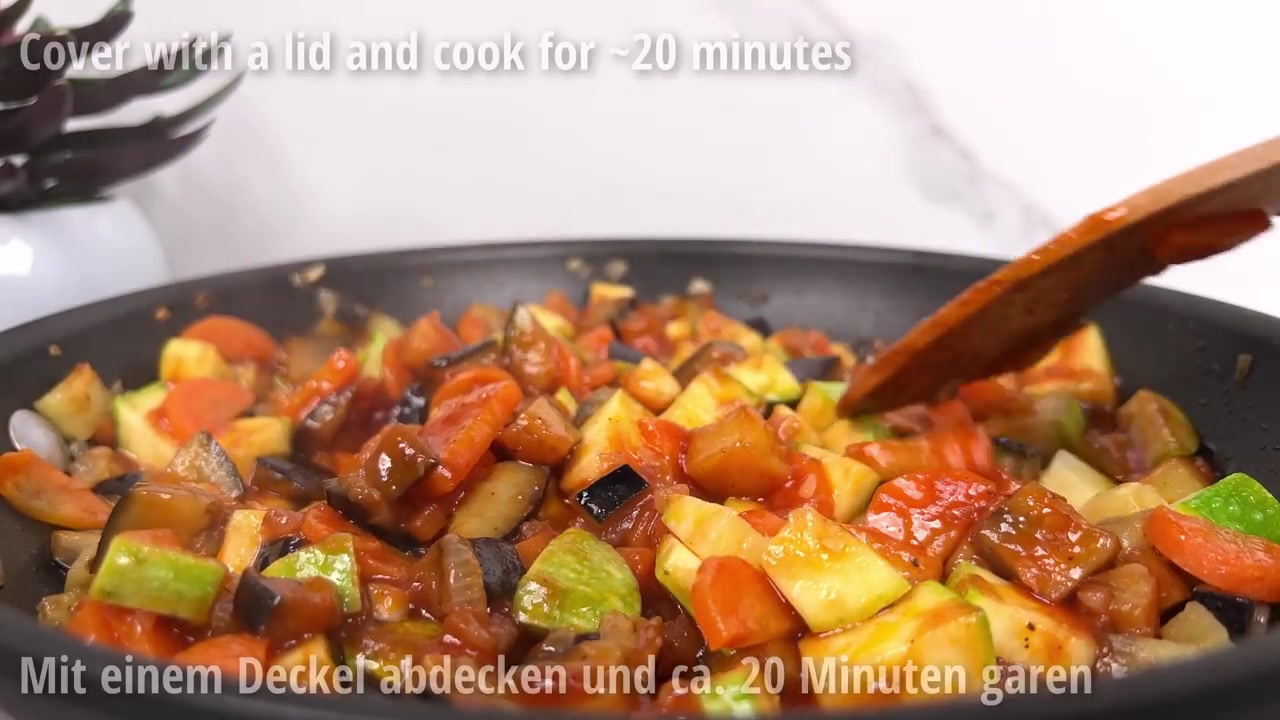 Cover with a lid and cook for ~20 minutes
Mit einem Deckel abdecken und ca. 20 Minuten garen